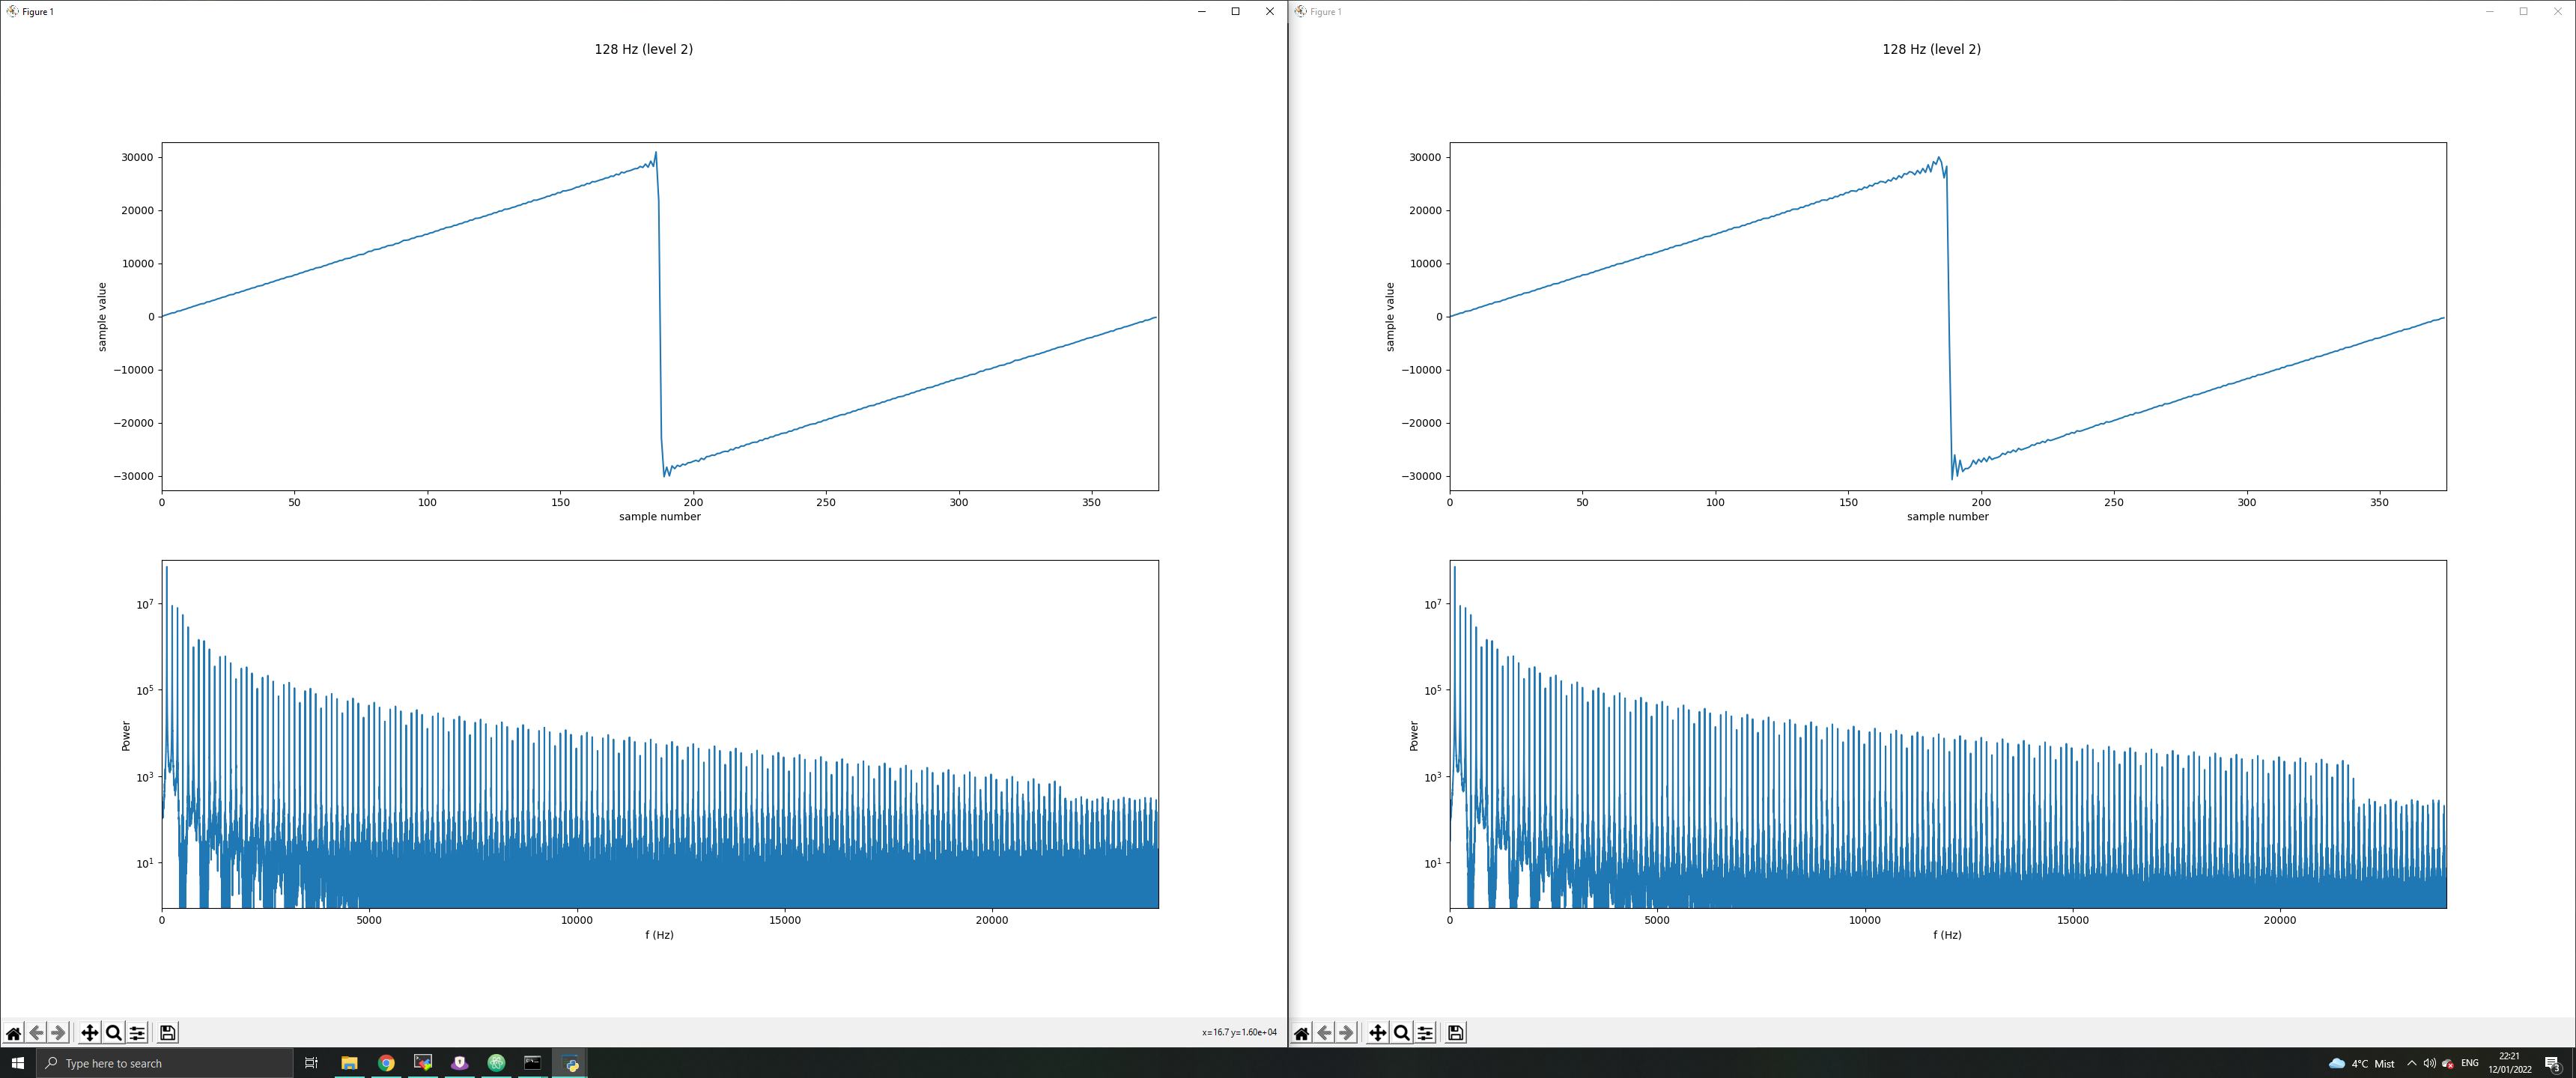 Figure 1
128 Hz (level 2)
30000
20000
10000
0
−10000
−20000
−30000
sample value
0 50 100 150 200 250 300 350
sample number
10^7
10^5
10^3
10^1
Power
0 5000 10000 15000 20000
f (Hz)
x=16.7 y=1.60e+04
Figure 1
128 Hz (level 2)
30000
20000
10000
0
−10000
−20000
−30000
sample value
0 50 100 150 200 250 300 350
sample number
10^7
10^5
10^3
10^1
Power
0 5000 10000 15000 20000
f (Hz)
Type here to search
4°C Mist
ENG
22:21
12/01/2022
3